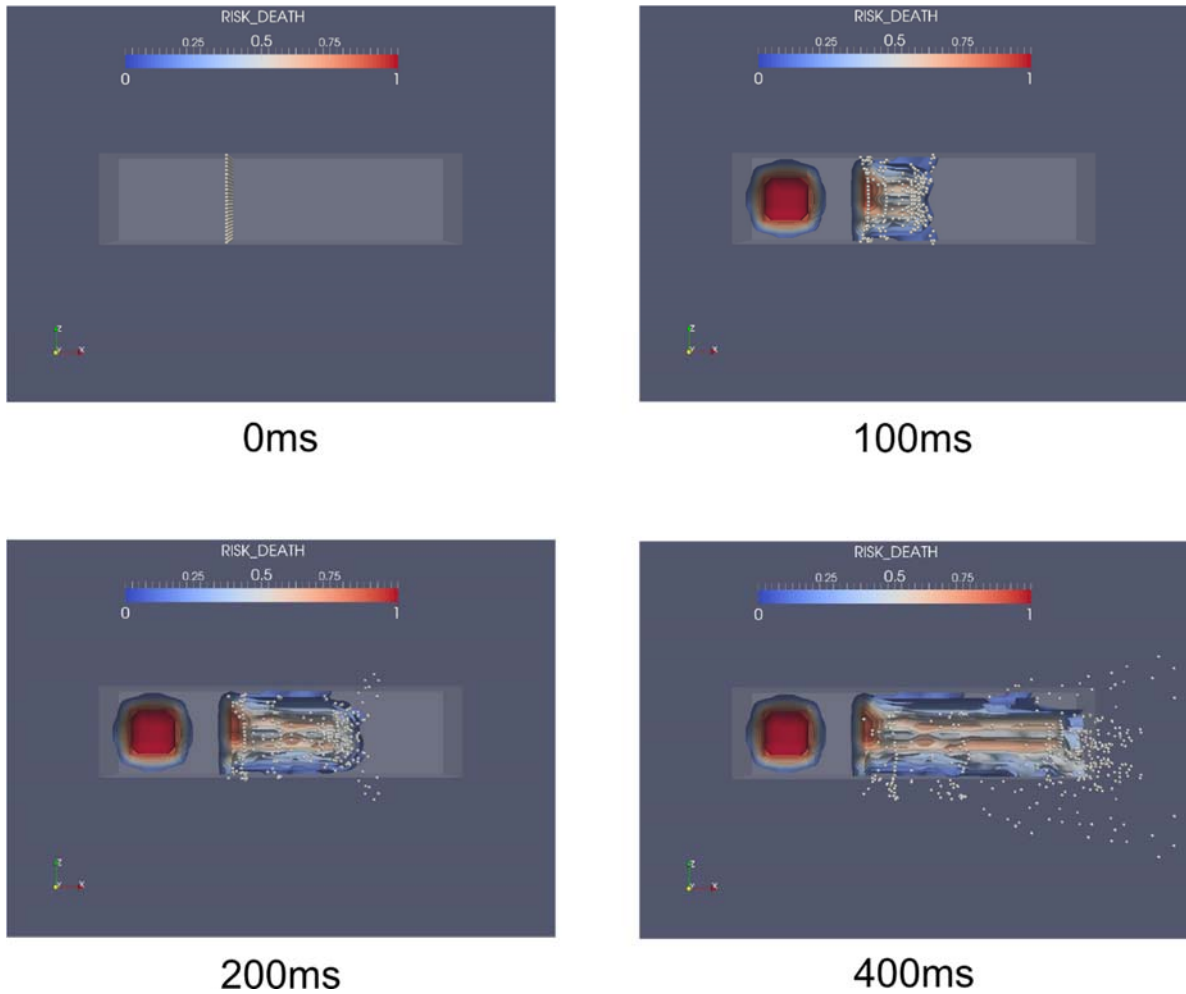 RISK_DEATH
0.25 0.5 0.75
0 1
Z
Y X
0ms
RISK_DEATH
0.25 0.5 0.75
0 1
Z
Y X
100ms
RISK_DEATH
0.25 0.5 0.75
0 1
Z
Y X
200ms
RISK_DEATH
0.25 0.5 0.75
0 1
Z
Y X
400ms